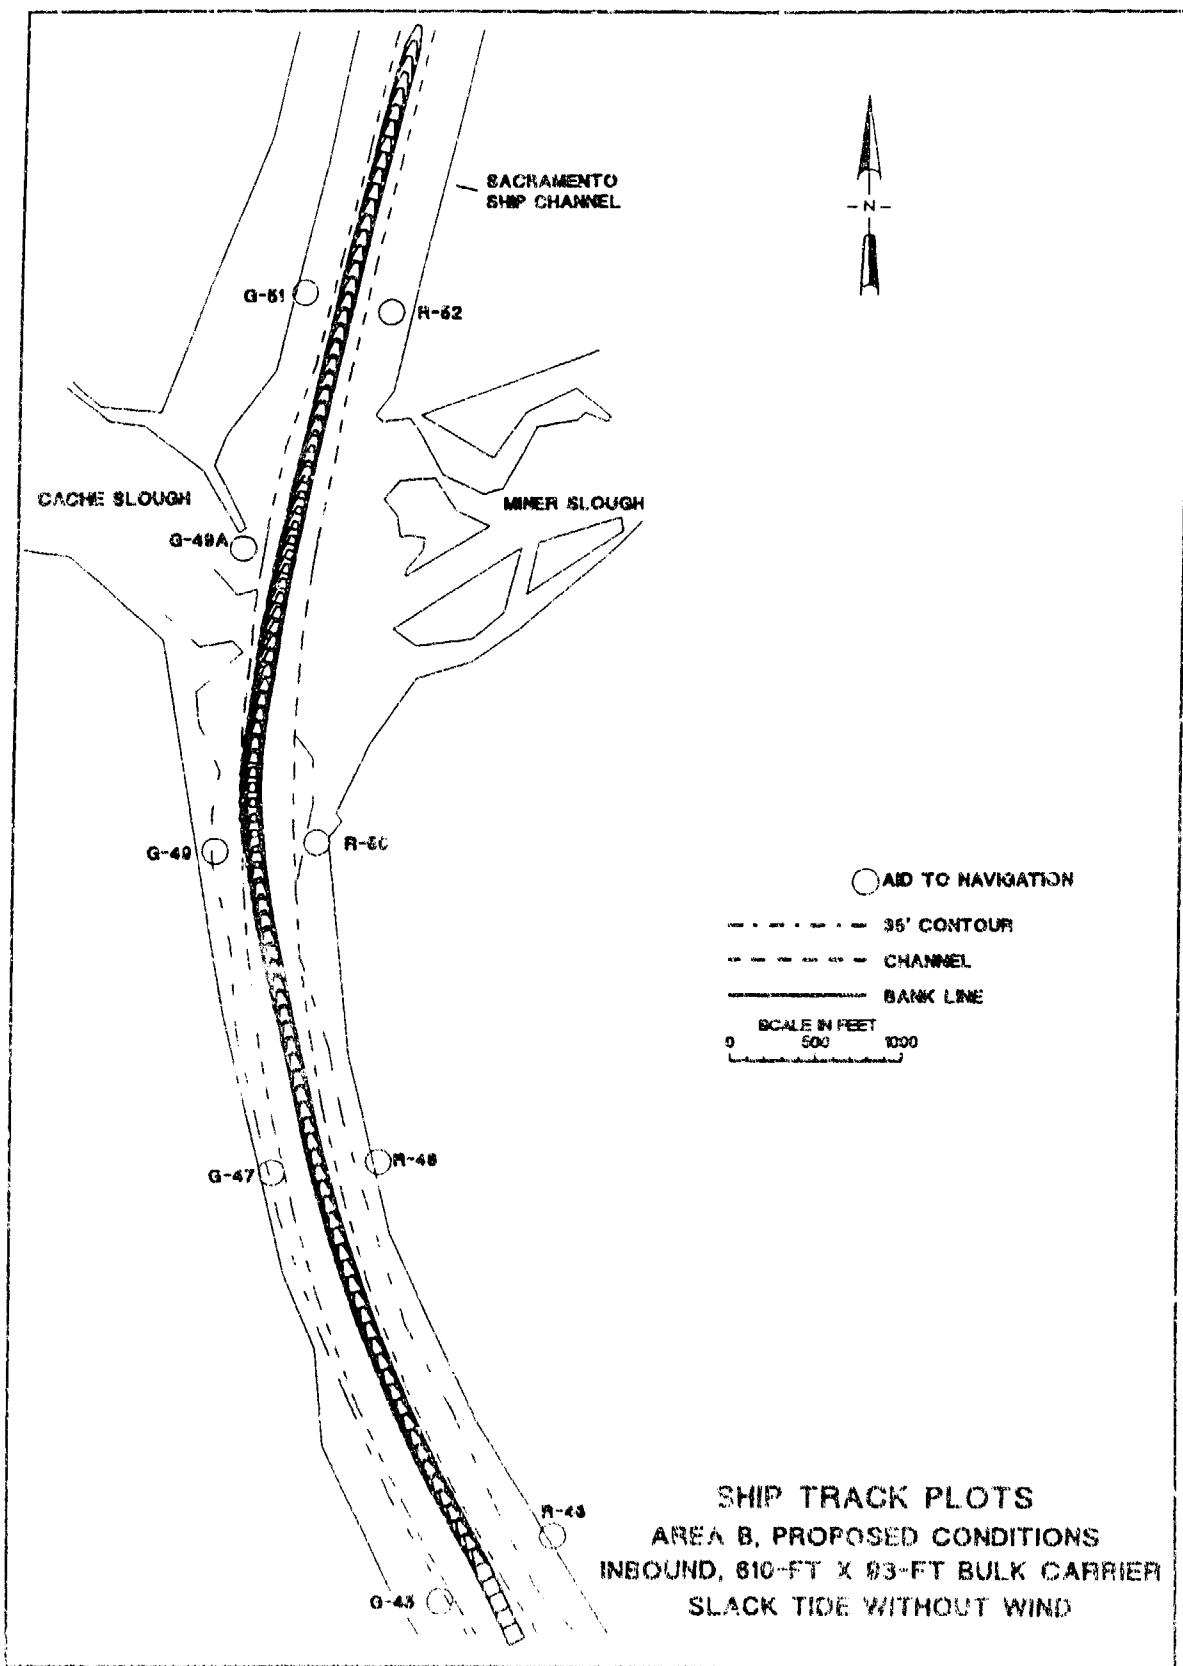 SACRAMENTO
SHIP CHANNEL
- N -
G-51
R-52
CACHE SLOUGH
MINER SLOUGH
G-49A
G-49
R-50
AID TO NAVIGATION
35' CONTOUR
CHANNEL
BANK LINE
SCALE IN FEET
0 500 1000
G-47
R-48
SHIP TRACK PLOTS
AREA B, PROPOSED CONDITIONS
INBOUND, 610-FT X 93-FT BULK CARRIER
SLACK TIDE WITHOUT WIND